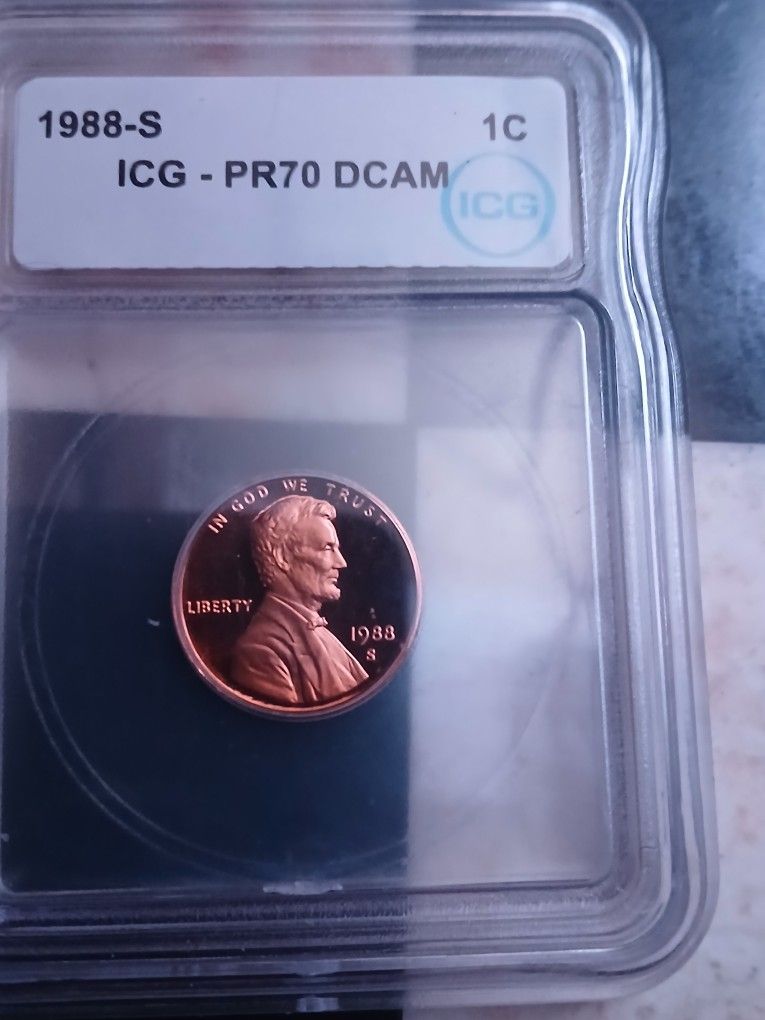 1988-S 1C
ICG - PR70 DCAM
ICG
IN GOD WE TRUST
LIBERTY
1988
S